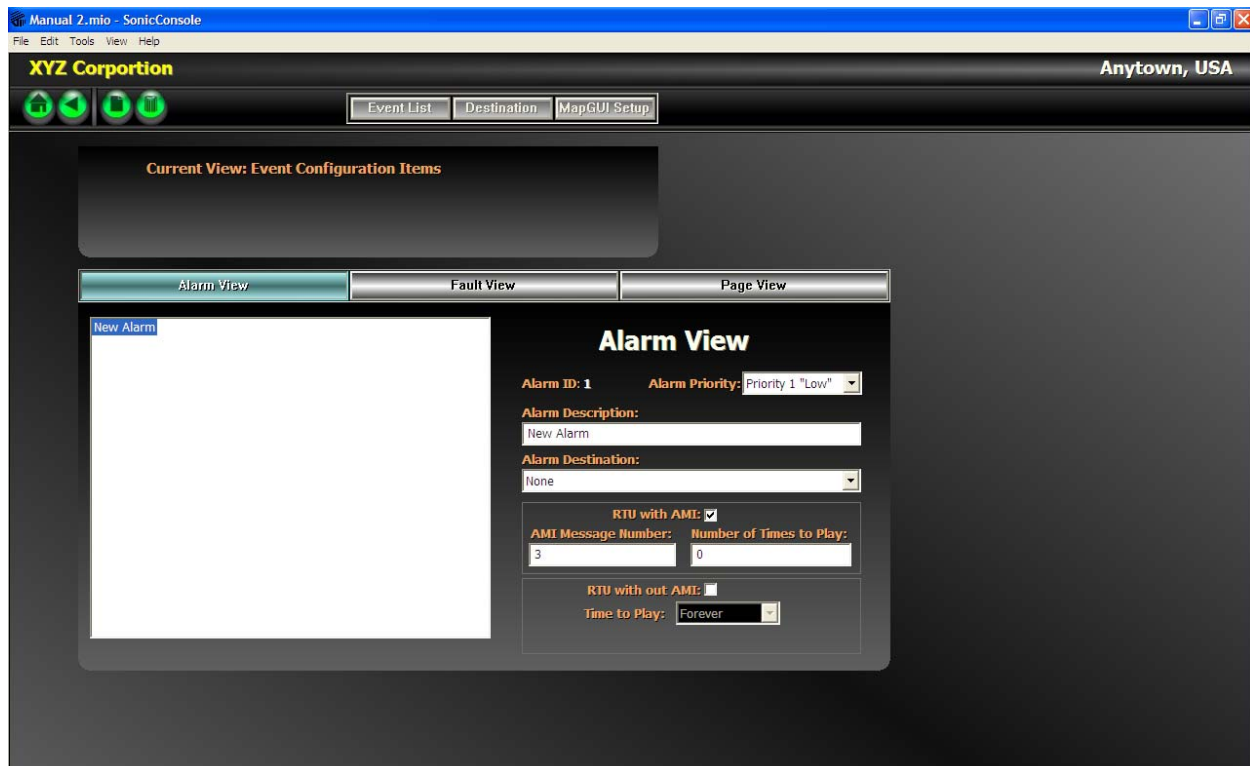 Manual 2.mio - SonicConsole
File Edit Tools View Help
XYZ Corportion
Anytown, USA
Event List Destination MapGUI Setup
Current View: Event Configuration Items
Alarm View Fault View Page View
New Alarm
Alarm View
Alarm ID: 1 Alarm Priority: Priority 1 "Low"
Alarm Description:
New Alarm
Alarm Destination:
None
RTU with AMI:
AMI Message Number: Number of Times to Play:
3 0
RTU with out AMI:
Time to Play: Forever